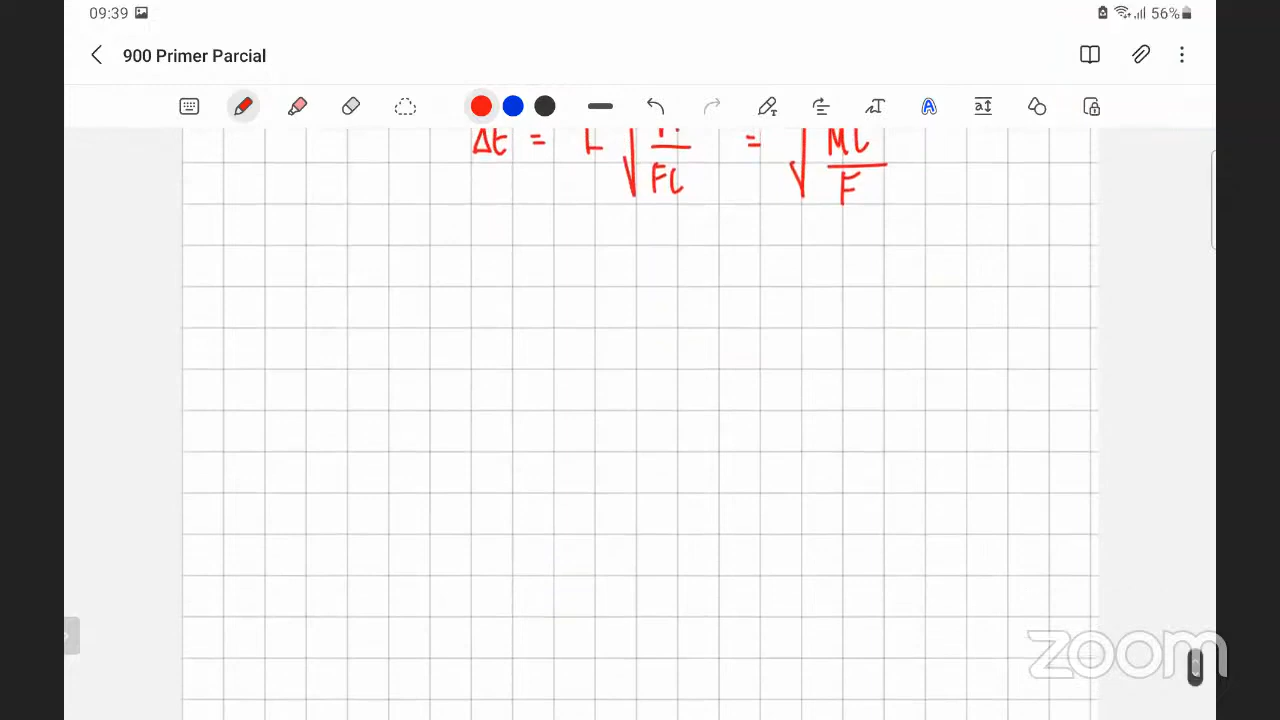 09:39 56%
900 Primer Parcial
Δt = L √ FL = √ ML / F
zoom